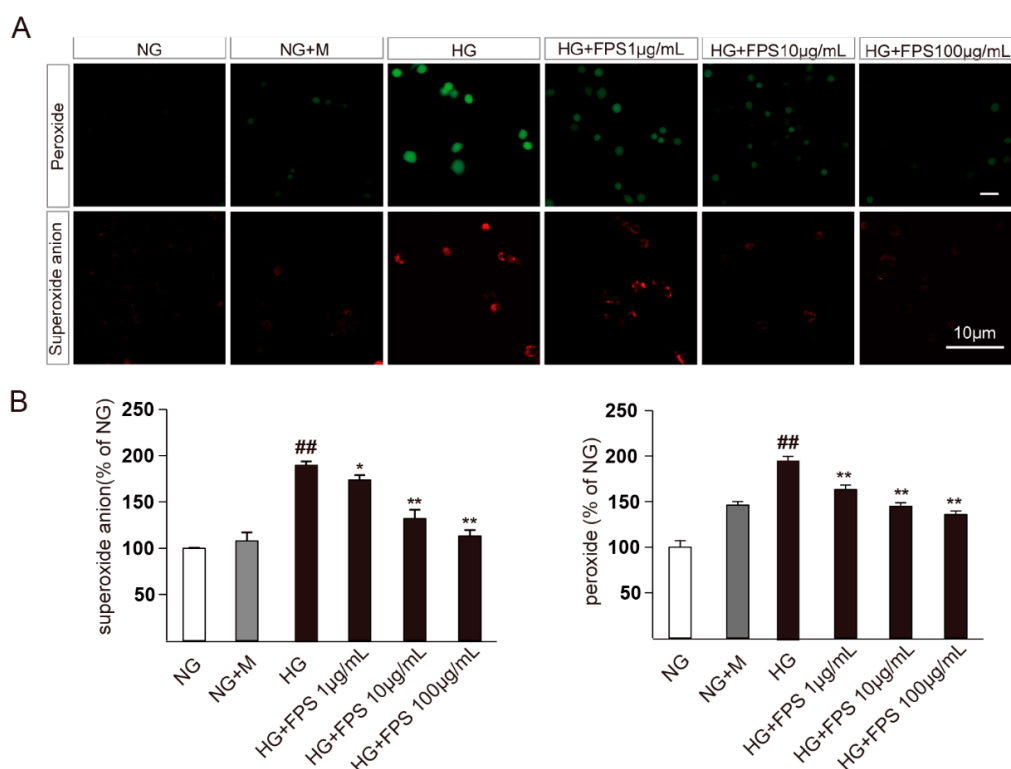 A
NG NG+M HG HG+FPS1μg/mL HG+FPS10μg/mL HG+FPS100μg/mL
Peroxide
Superoxide anion
10μm
B
superoxide anion(% of NG)
250
200
150
100
50
##
*
**
**
NG
NG+M
HG
HG+FPS 1μg/mL
HG+FPS 10μg/mL
HG+FPS 100μg/mL
peroxide (% of NG)
250
200
150
100
50
##
**
**
**
NG
NG+M
HG
HG+FPS 1μg/mL
HG+FPS 10μg/mL
HG+FPS 100μg/mL